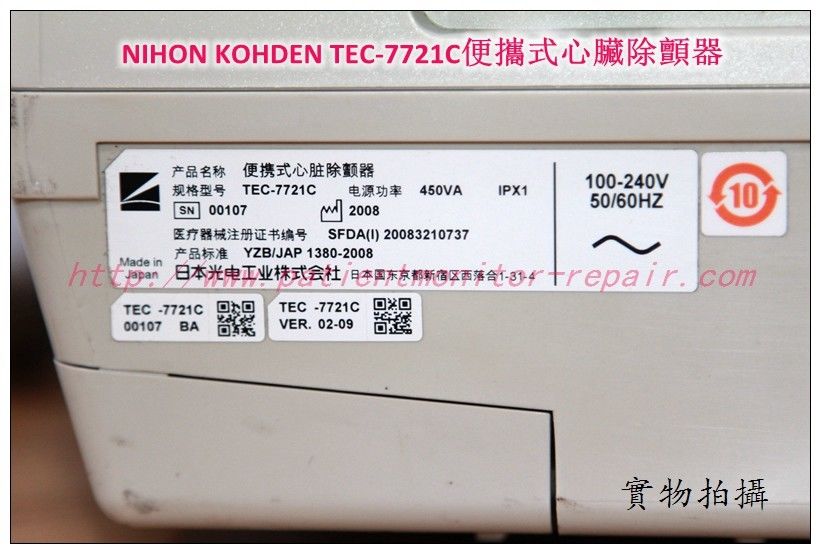 NIHON KOHDEN TEC-7721C便攜式心臟除顫器
产品名称 便携式心脏除颤器
规格型号 TEC-7721C 电源功率 450VA IPX1
SN 00107 2008
医疗器械注册证书编号 SFDA(I) 20083210737
产品标准 YZB/JAP 1380-2008
Made in Japan 日本光电工业株式会社 日本国东京都新宿区西落合1-31-4
100-240V
50/60HZ
10
http://www.patientmonitor-repair.com/
TEC -7721C
00107 BA
TEC -7721C
VER. 02-09
實物拍攝